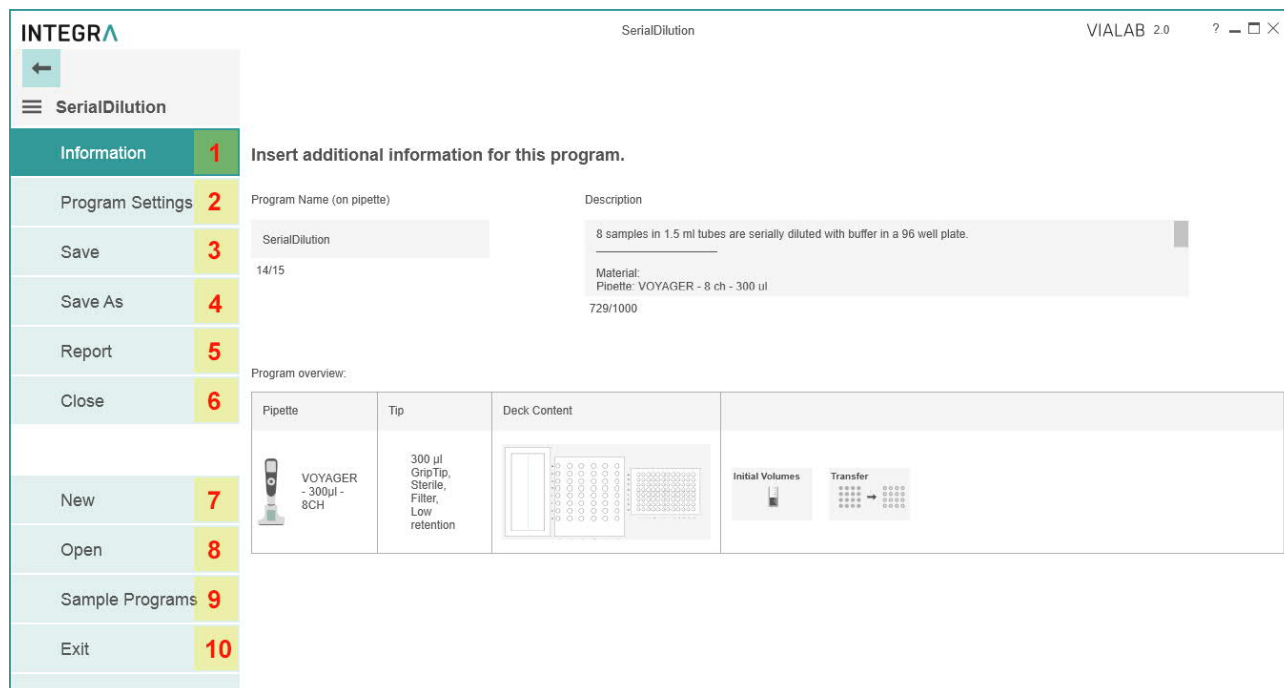 INTEGRA
SerialDilution
VIALAB 2.0
?
SerialDilution
Information 1
Program Settings 2
Save 3
Save As 4
Report 5
Close 6
New 7
Open 8
Sample Programs 9
Exit 10
Insert additional information for this program.
Program Name (on pipette)
SerialDilution
14/15
Description
8 samples in 1.5 ml tubes are serially diluted with buffer in a 96 well plate.
Material:
Pipette: VOYAGER - 8 ch - 300 ul
729/1000
Program overview:
Pipette
Tip
Deck Content
VOYAGER
- 300µl -
8CH
300 µl
GripTip,
Sterile,
Filter,
Low
retention
Initial Volumes
Transfer